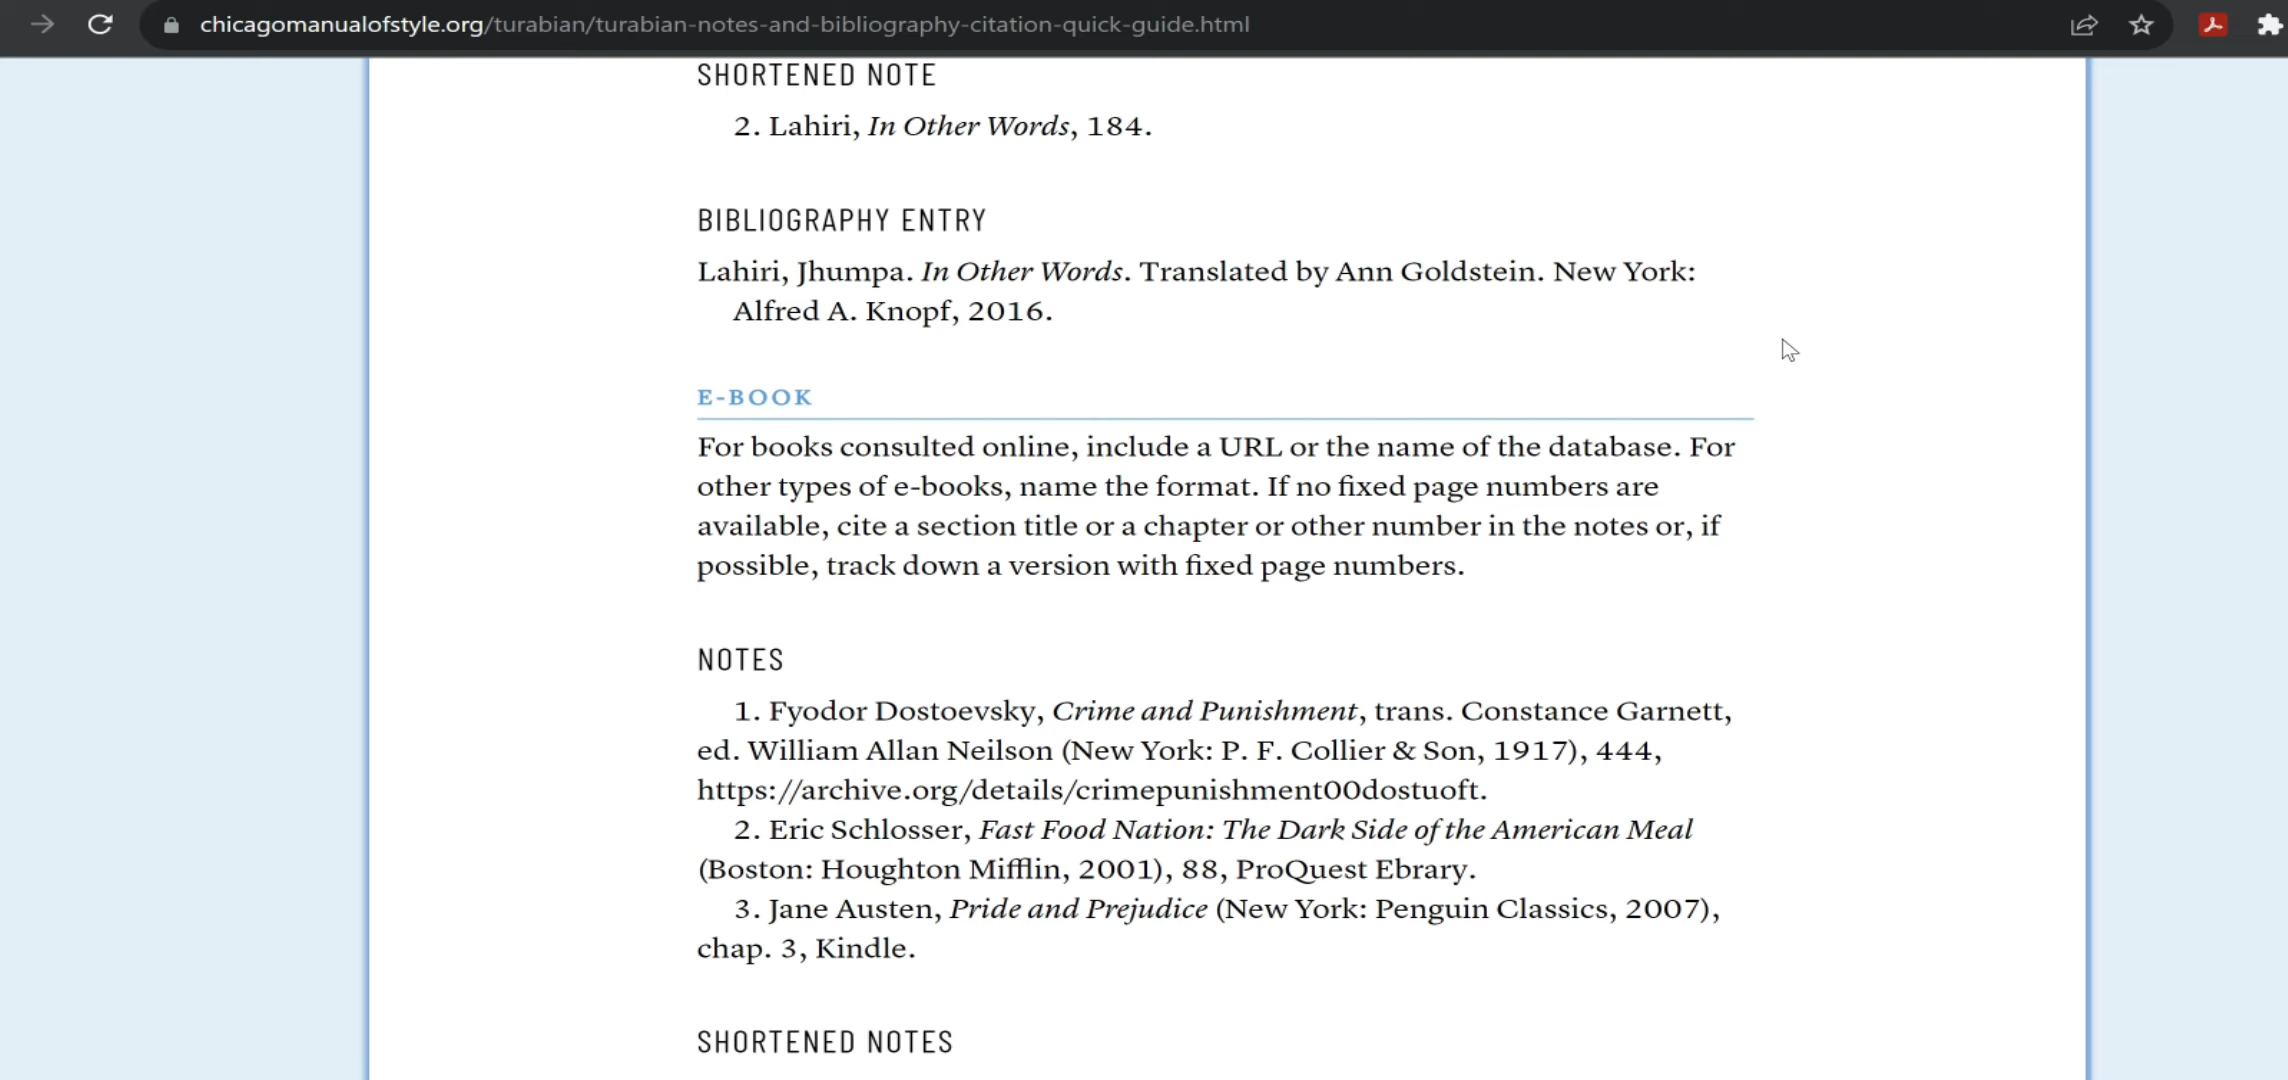 chicagomanualofstyle.org/turabian/turabian-notes-and-bibliography-citation-quick-guide.html
SHORTENED NOTE
2. Lahiri, In Other Words, 184.
BIBLIOGRAPHY ENTRY
Lahiri, Jhumpa. In Other Words. Translated by Ann Goldstein. New York:
Alfred A. Knopf, 2016.
E-BOOK
For books consulted online, include a URL or the name of the database. For
other types of e-books, name the format. If no fixed page numbers are
available, cite a section title or a chapter or other number in the notes or, if
possible, track down a version with fixed page numbers.
NOTES
1. Fyodor Dostoevsky, Crime and Punishment, trans. Constance Garnett,
ed. William Allan Neilson (New York: P. F. Collier & Son, 1917), 444,
https://archive.org/details/crimepunishment00dostuoft.
2. Eric Schlosser, Fast Food Nation: The Dark Side of the American Meal
(Boston: Houghton Mifflin, 2001), 88, ProQuest Ebrary.
3. Jane Austen, Pride and Prejudice (New York: Penguin Classics, 2007),
chap. 3, Kindle.
SHORTENED NOTES